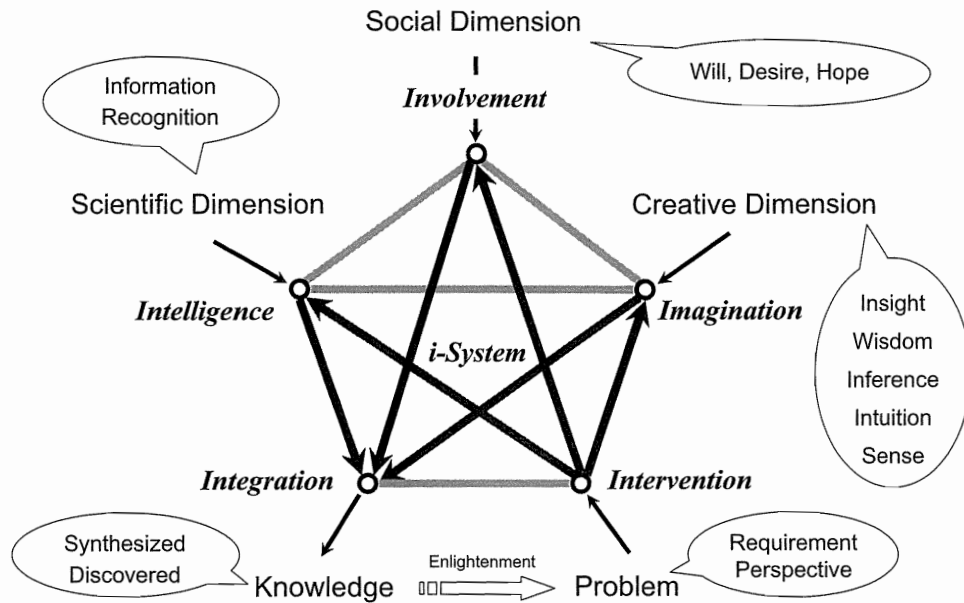 Social Dimension
Will, Desire, Hope
Information
Recognition
Involvement
Scientific Dimension
Creative Dimension
Intelligence
Imagination
Insight
Wisdom
Inference
Intuition
Sense
i-System
Integration
Intervention
Synthesized
Discovered
Knowledge
Enlightenment
Problem
Requirement
Perspective